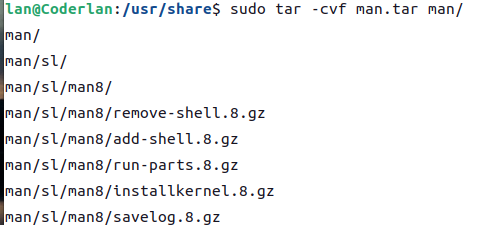 lan@Coderlan:/usr/share$ sudo tar -cvf man.tar man/
man/
man/sl/
man/sl/man8/
man/sl/man8/remove-shell.8.gz
man/sl/man8/add-shell.8.gz
man/sl/man8/run-parts.8.gz
man/sl/man8/installkernel.8.gz
man/sl/man8/savelog.8.gz